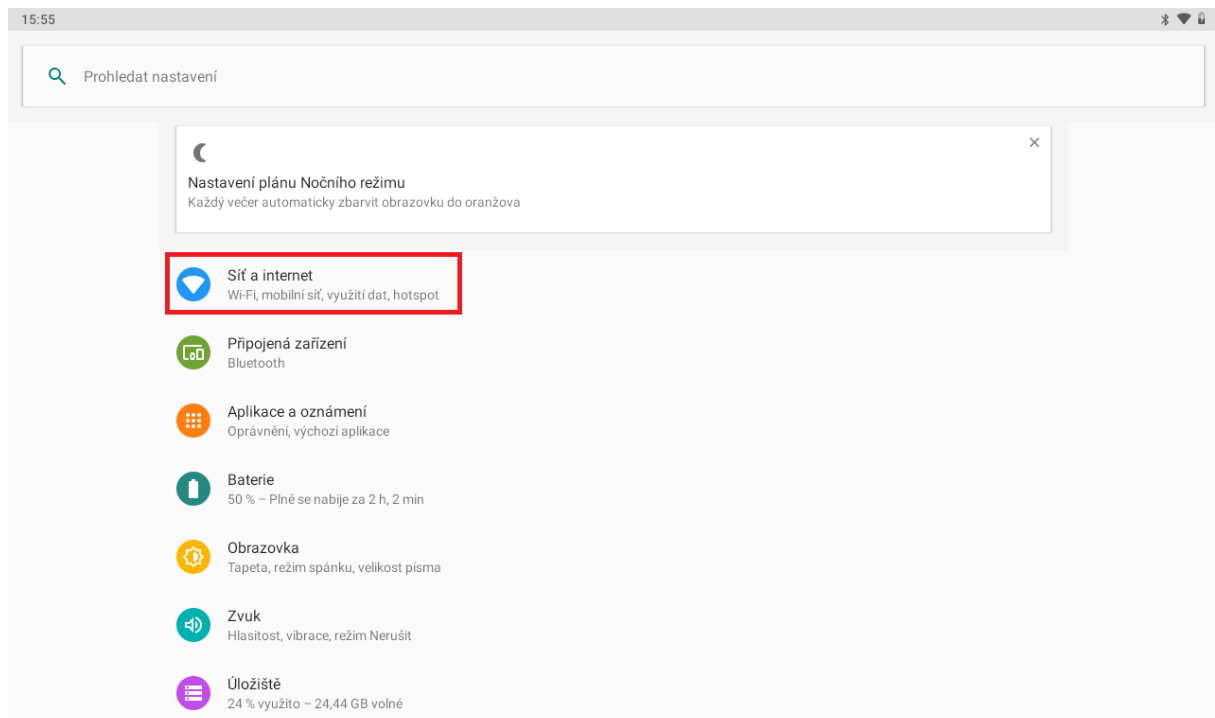 15:55
Prohledat nastavení
Nastavení plánu Nočního režimu
Každý večer automaticky zbarvit obrazovku do oranžova
Síť a internet
Wi-Fi, mobilní síť, využití dat, hotspot
Připojená zařízení
Bluetooth
Aplikace a oznámení
Oprávnění, výchozí aplikace
Baterie
50 % – Plně se nabije za 2 h, 2 min
Obrazovka
Tapeta, režim spánku, velikost písma
Zvuk
Hlasitost, vibrace, režim Nerušit
Úložiště
24 % využito – 24,44 GB volné